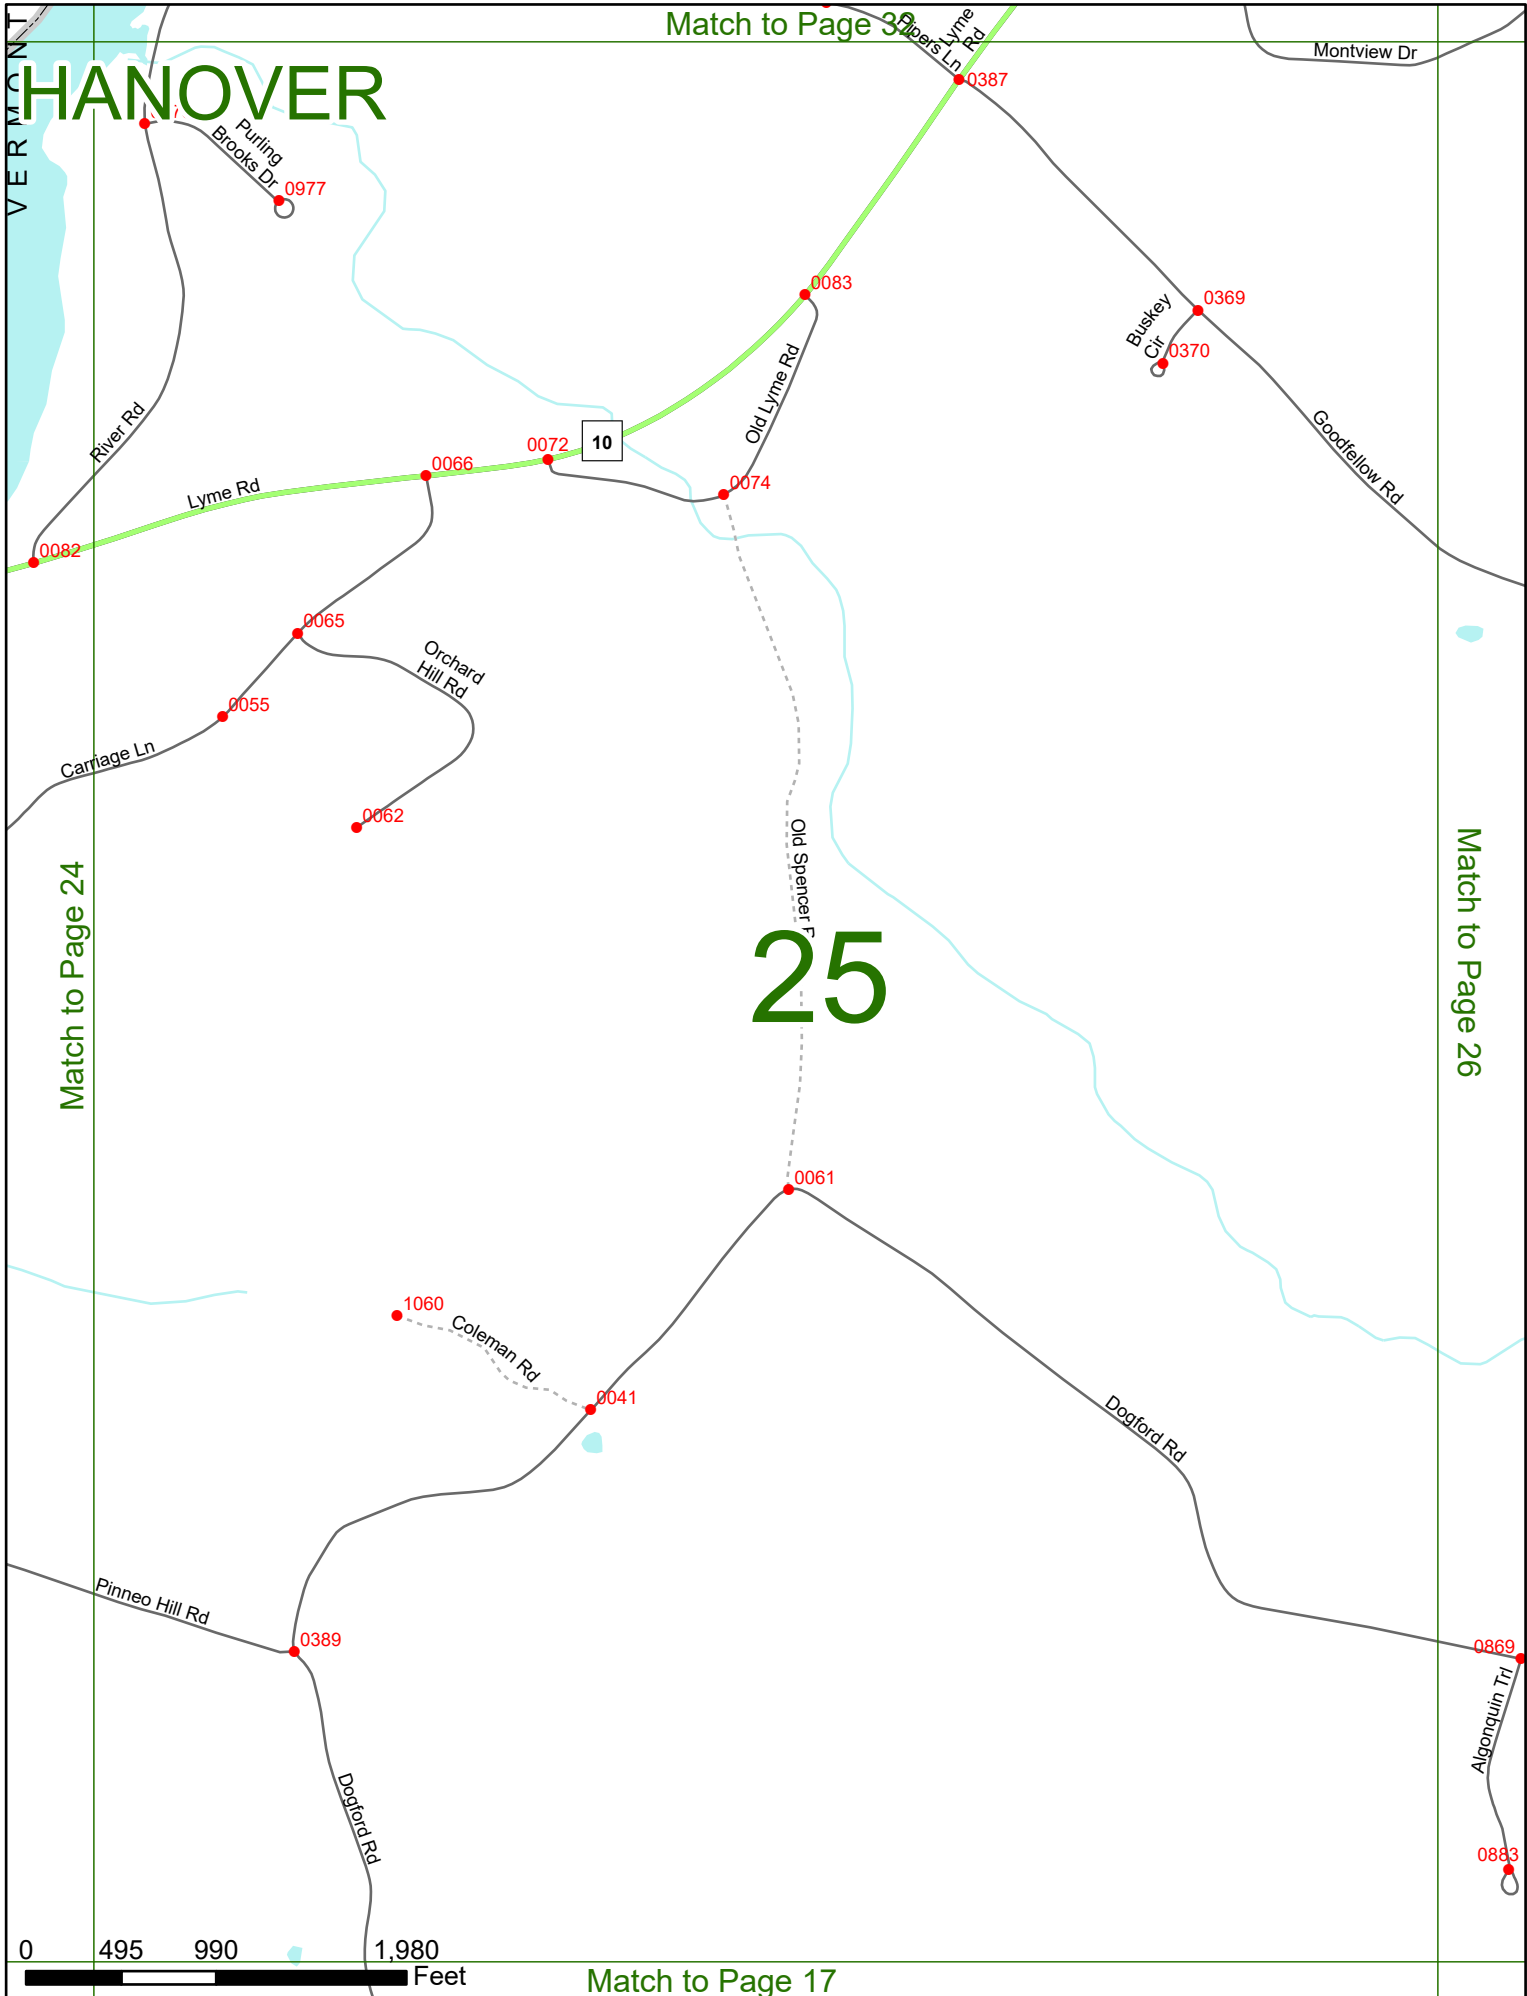 Match to Page 32
VERMONT
HANOVER
Pipers Ln
Lyme
Rd
Montview Dr
0387
Purling
Brooks Dr
0977
0083
0369
Buskey
Cir
0370
River Rd
Old Lyme Rd
Goodfellow Rd
10
0072
0066
0074
Lyme Rd
0082
0065
Orchard
Hill Rd
0055
Carriage Ln
0062
Old Spencer
Match to Page 24
25
Match to Page 26
0061
1060
Coleman Rd
0041
Dogford Rd
Pinneo Hill Rd
0389
0869
Algonquin Trl
Dogford Rd
0883
0 495 990 1,980
Feet
Match to Page 17